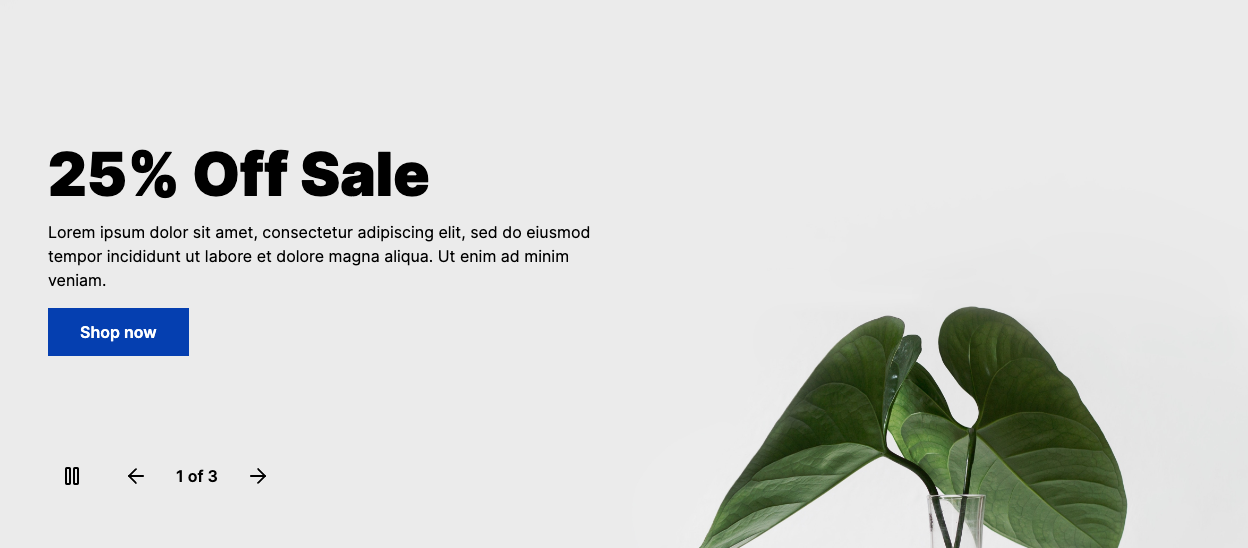 25% Off Sale
Lorem ipsum dolor sit amet, consectetur adipiscing elit, sed do eiusmod
tempor incididunt ut labore et dolore magna aliqua. Ut enim ad minim
veniam.
Shop now
1 of 3